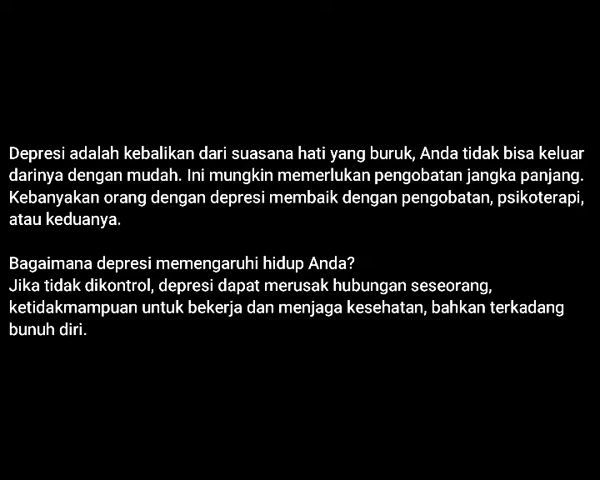 Depresi adalah kebalikan dari suasana hati yang buruk, Anda tidak bisa keluar
darinya dengan mudah. Ini mungkin memerlukan pengobatan jangka panjang.
Kebanyakan orang dengan depresi membaik dengan pengobatan, psikoterapi,
atau keduanya.
Bagaimana depresi memengaruhi hidup Anda?
Jika tidak dikontrol, depresi dapat merusak hubungan seseorang,
ketidakmampuan untuk bekerja dan menjaga kesehatan, bahkan terkadang
bunuh diri.